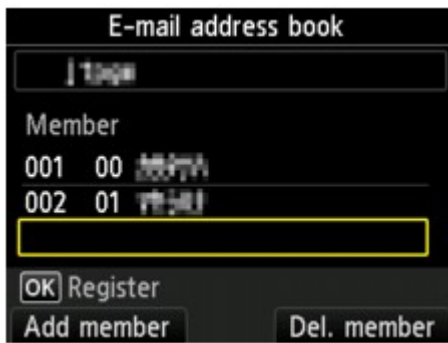 E-mail address book
Member
001 00
002 01
OK Register
Add member Del. member